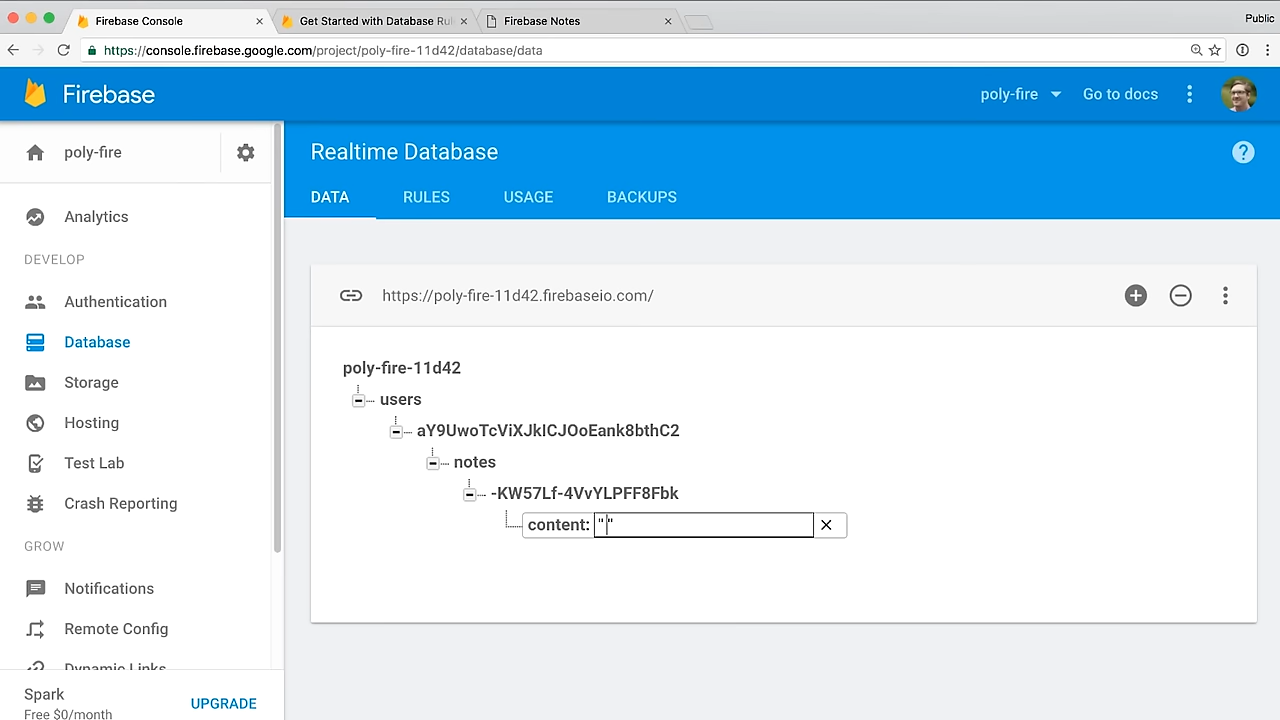 Firebase Console
Get Started with Database Rul
Firebase Notes
Public
https://console.firebase.google.com/project/poly-fire-11d42/database/data
Firebase
poly-fire
Go to docs
poly-fire
Realtime Database
DATA
RULES
USAGE
BACKUPS
Analytics
DEVELOP
Authentication
Database
Storage
Hosting
Test Lab
Crash Reporting
GROW
Notifications
Remote Config
Dynamic Links
Spark
Free $0/month
UPGRADE
https://poly-fire-11d42.firebaseio.com/
poly-fire-11d42
users
aY9UwoTcViXJkICJOoEank8bthC2
notes
-KW57Lf-4VvYLPFF8Fbk
content: ""